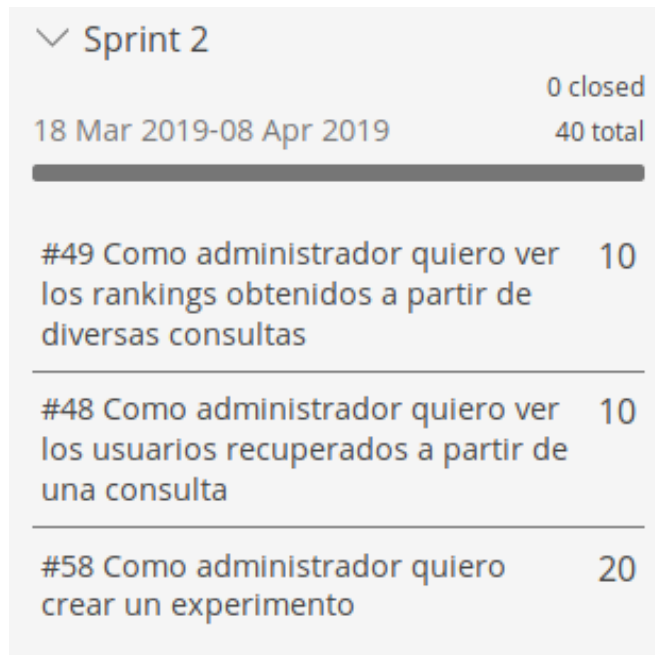 Sprint 2
0 closed
18 Mar 2019-08 Apr 2019 40 total
#49 Como administrador quiero ver 10
los rankings obtenidos a partir de
diversas consultas
#48 Como administrador quiero ver 10
los usuarios recuperados a partir de
una consulta
#58 Como administrador quiero 20
crear un experimento